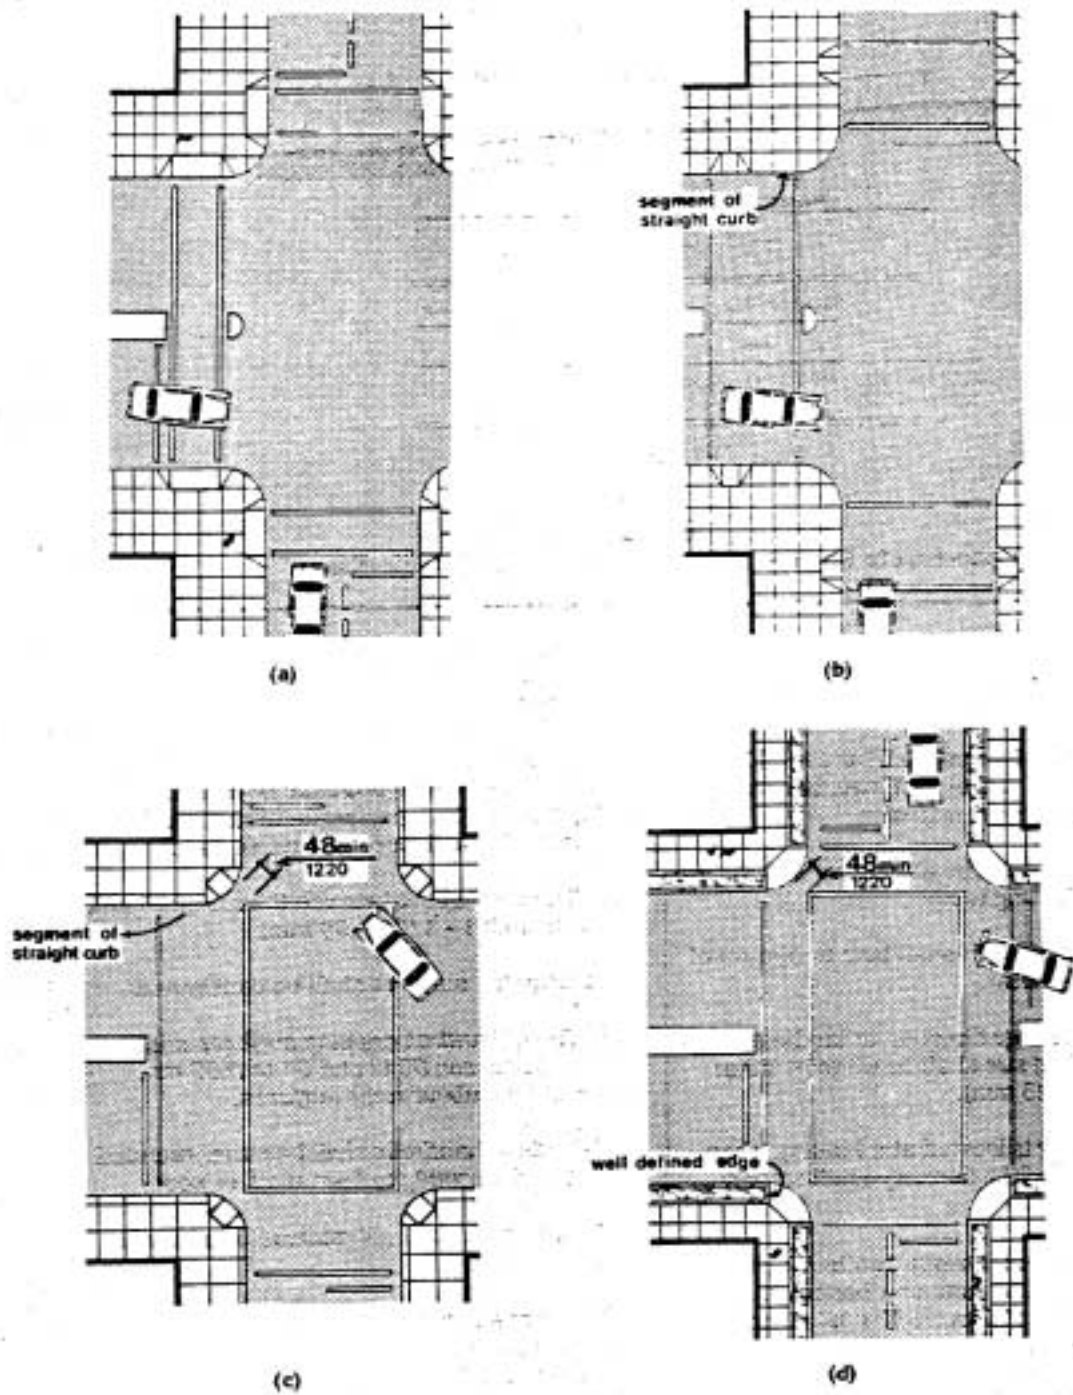 segment of
straight curb
(a)
(b)
48min
1220
segment of
straight curb
48min
1220
well defined edge
(c)
(d)